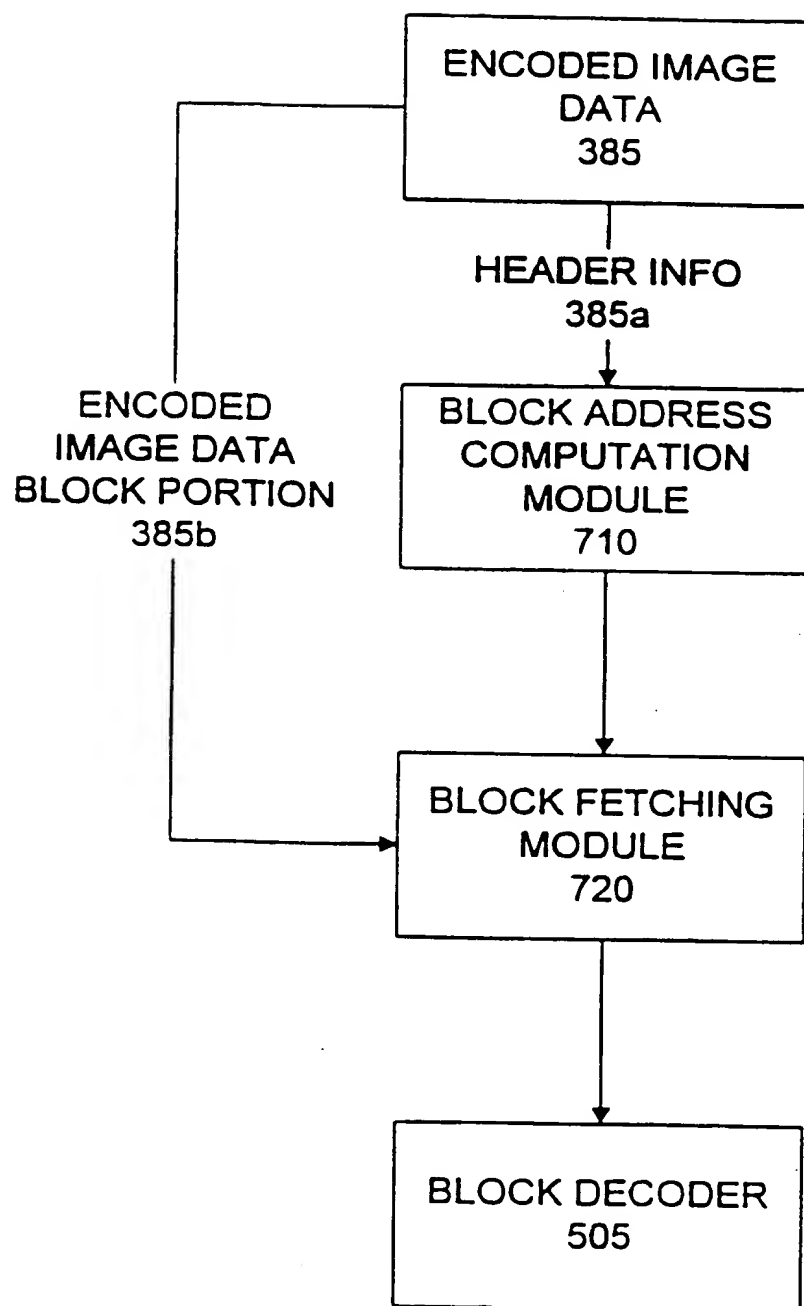 ENCODED IMAGE
DATA
385
HEADER INFO
385a
ENCODED
IMAGE DATA
BLOCK PORTION
385b
BLOCK ADDRESS
COMPUTATION
MODULE
710
BLOCK FETCHING
MODULE
720
BLOCK DECODER
505